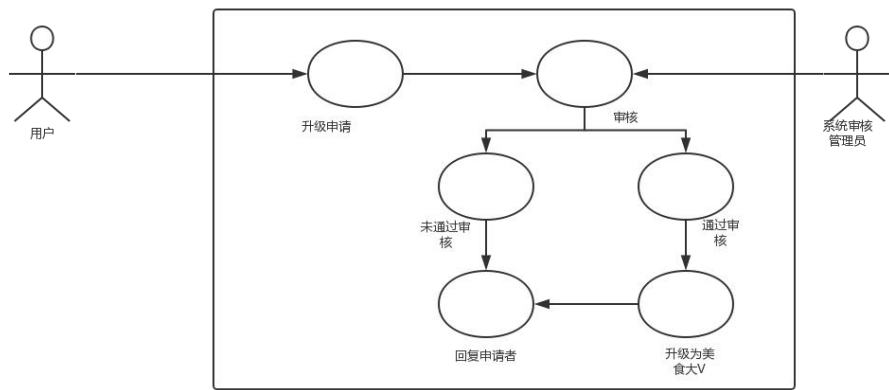 用户
升级申请
审核
系统审核
管理员
未通过审
核
通过审
核
回复申请者
升级为美
食大V